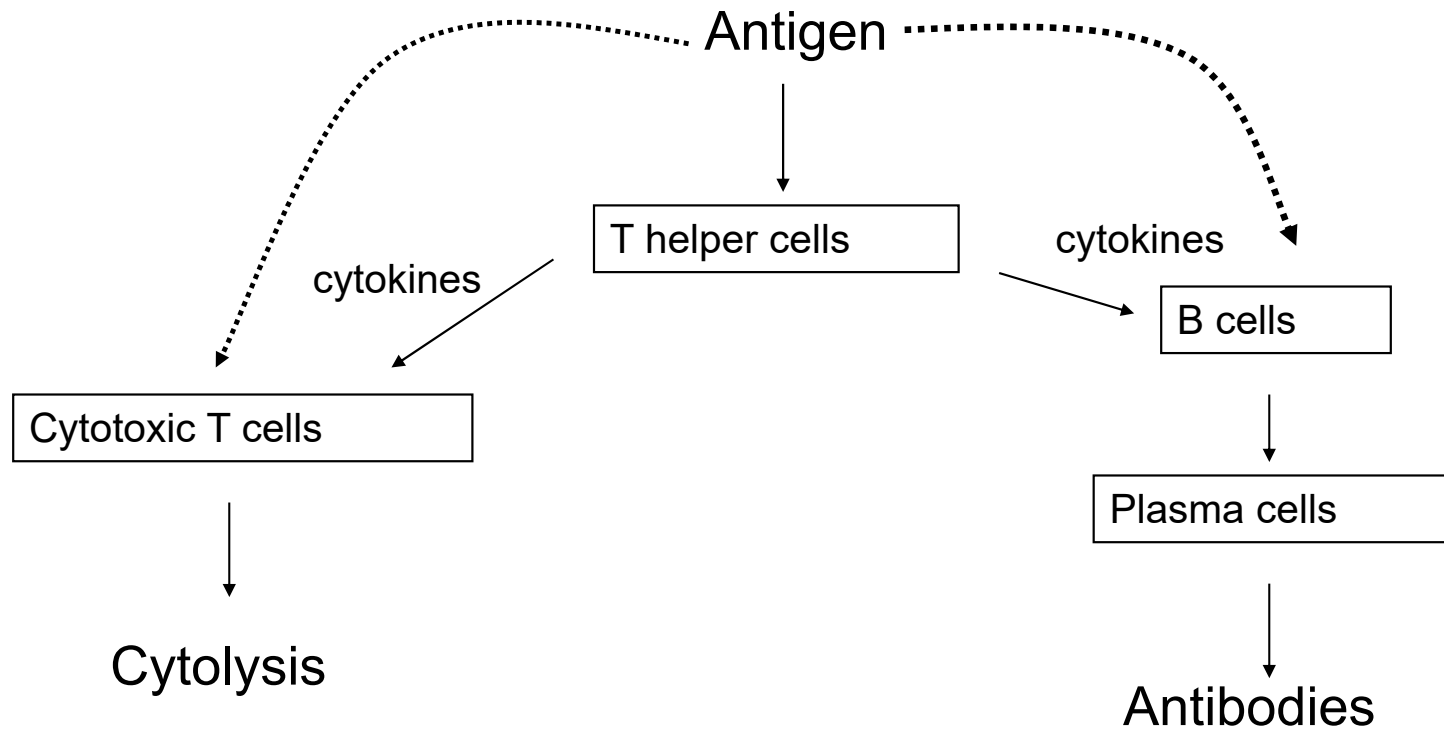 Antigen
T helper cells
cytokines
cytokines
B cells
Cytotoxic T cells
Plasma cells
Cytolysis
Antibodies